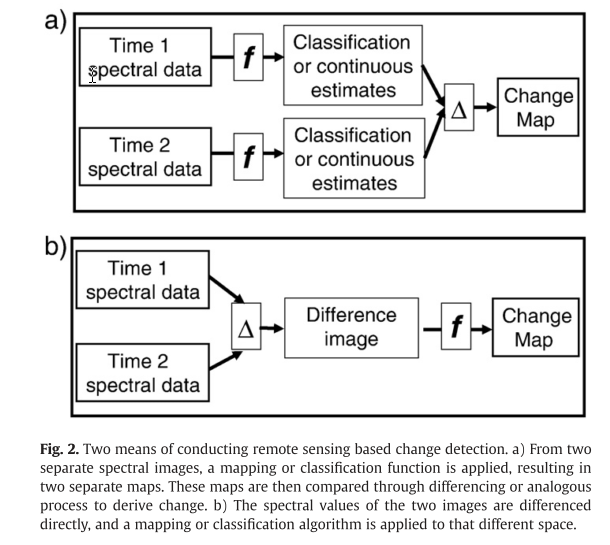 a)
Time 1
spectral data
f
Classification
or continuous
estimates
Δ
Change
Map
Time 2
spectral data
f
Classification
or continuous
estimates
b)
Time 1
spectral data
Δ
Difference
image
f
Change
Map
Time 2
spectral data
Fig. 2. Two means of conducting remote sensing based change detection. a) From two
separate spectral images, a mapping or classification function is applied, resulting in
two separate maps. These maps are then compared through differencing or analogous
process to derive change. b) The spectral values of the two images are differenced
directly, and a mapping or classification algorithm is applied to that different space.